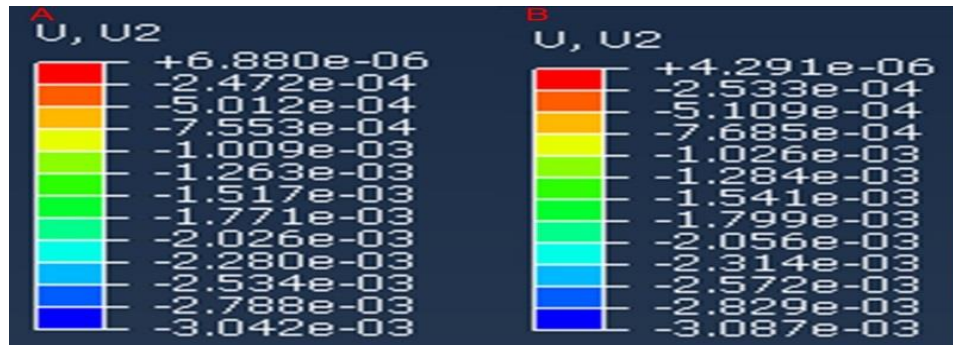 A
U, U2
+6.880e-06
-2.472e-04
-5.012e-04
-7.553e-04
-1.009e-03
-1.263e-03
-1.517e-03
-1.771e-03
-2.026e-03
-2.280e-03
-2.534e-03
-2.788e-03
-3.042e-03
B
U, U2
+4.291e-06
-2.533e-04
-5.109e-04
-7.685e-04
-1.026e-03
-1.284e-03
-1.541e-03
-1.799e-03
-2.056e-03
-2.314e-03
-2.572e-03
-2.829e-03
-3.087e-03